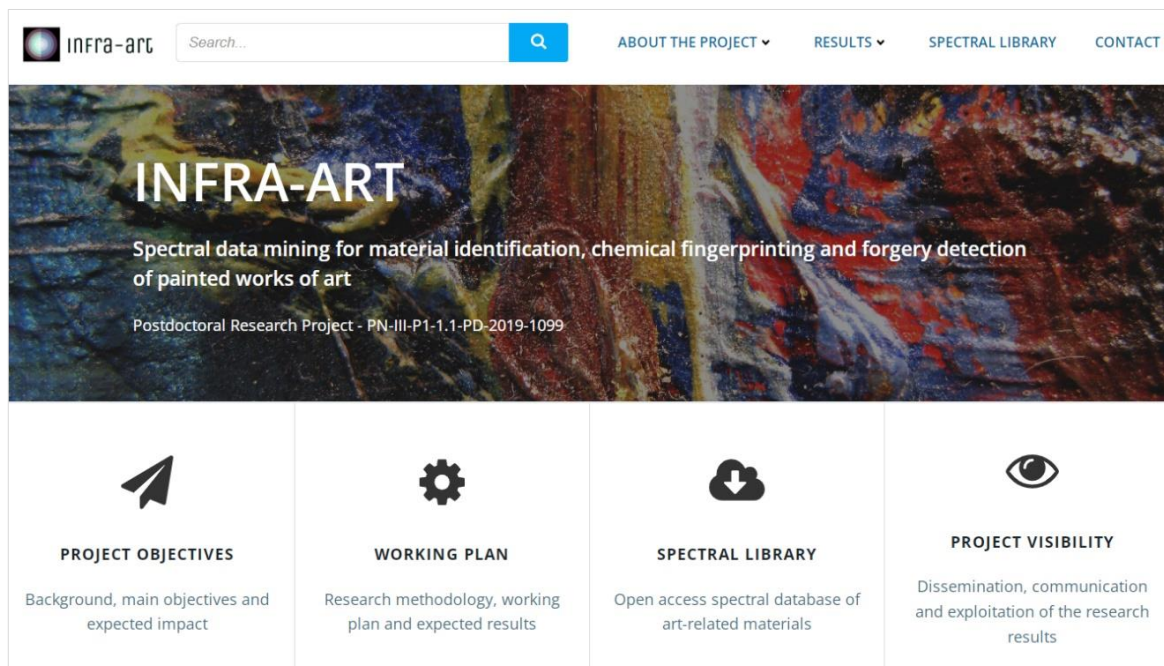 INFRA-ART
Search...
ABOUT THE PROJECT
RESULTS
SPECTRAL LIBRARY
CONTACT
INFRA-ART
Spectral data mining for material identification, chemical fingerprinting and forgery detection
of painted works of art
Postdoctoral Research Project - PN-III-P1-1.1-PD-2019-1099
PROJECT OBJECTIVES
Background, main objectives and
expected impact
WORKING PLAN
Research methodology, working
plan and expected results
SPECTRAL LIBRARY
Open access spectral database of
art-related materials
PROJECT VISIBILITY
Dissemination, communication
and exploitation of the research
results